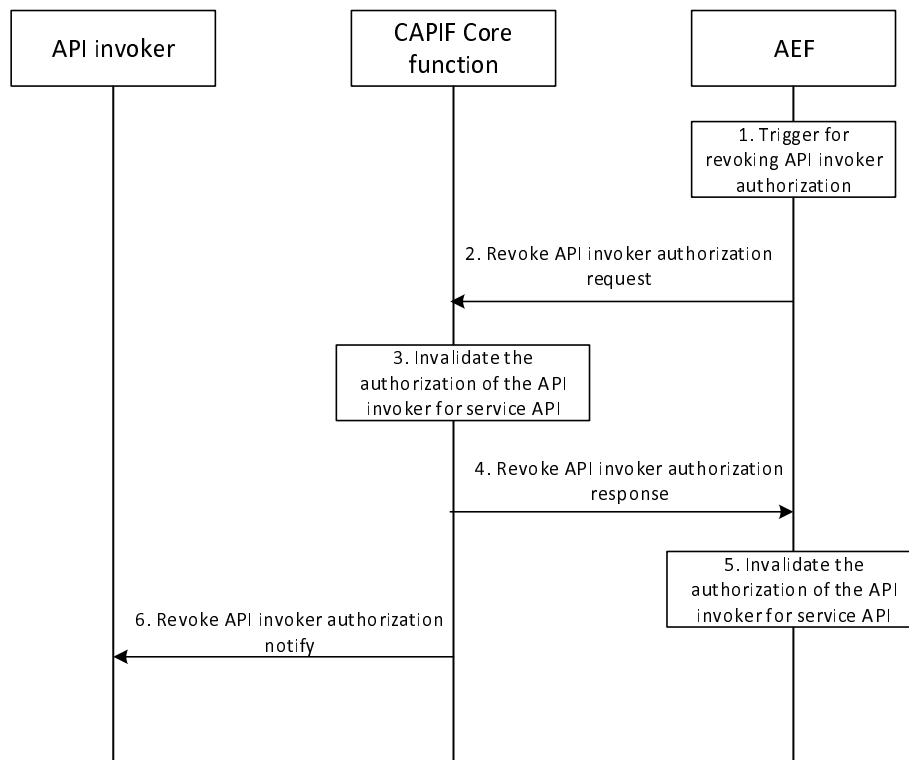 API invoker
CAPIF Core
function
AEF
1. Trigger for
revoking API invoker
authorization
2. Revoke API invoker authorization
request
3. Invalidate the
authorization of the API
invoker for service API
4. Revoke API invoker authorization
response
5. Invalidate the
authorization of the API
invoker for service API
6. Revoke API invoker authorization
notify